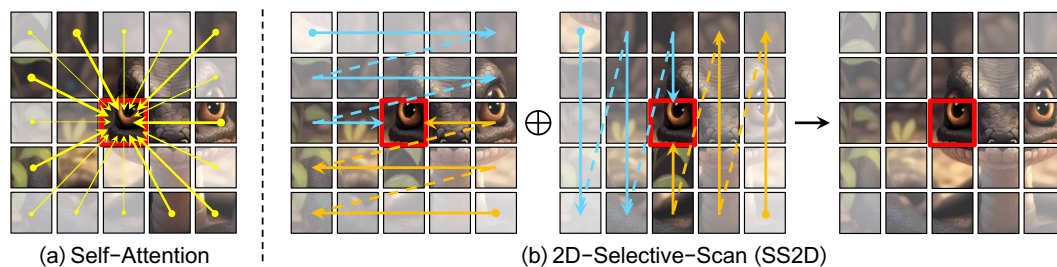 (a) Self−Attention
(b) 2D−Selective−Scan (SS2D)